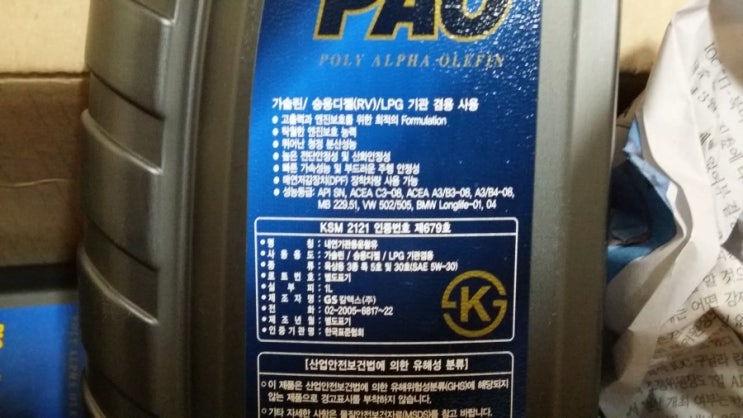 PAO
POLY ALPHA OLEFIN
가솔린/ 승용디젤(RV)/LPG 기관 겸용 사용
● 고출력과 엔진보호를 위한 최적의 Formulation
● 탁월한 엔진보호 능력
● 뛰어난 청정 분산성능
● 높은 전단안정성 및 산화안정성
● 빠른 가속성능 및 부드러운 주행 안정성
● 매연저감장치(DPF) 장착차량 사용 가능
● 성능등급: API SN, ACEA C3-08, ACEA A3/B3-08, A3/B4-08,
MB 229.51, VW 502/505, BMW Longlife-01, 04
KSM 2121 인증번호 제679호
● 명 칭 : 내연기관용윤활유
● 사 용 용 도 : 가솔린 / 승용디젤 / LPG 기관겸용
● 종 류 : 육상용 3종 특 5호 및 30호(SAE 5W-30)
● 로 트 번 호 : 별도표기
● 실 부 피 : 1L
● 제 조 자 명 : GS 칼텍스(주)
● 전 화 : 02-2005-6817~22
● 제 조 년 월 : 별도표기
● 인 증 기 관 명 : 한국표준협회
[산업안전보건법에 의한 유해성 분류]
○ 이 제품은 산업안전보건법에 의한 유해위험성분류(GHS)에 해당되지
않는 제품으로 경고표시를 부착하지 않습니다.
○ 기타 자세한 사항은 물질안전보건자료(MSDS)를 참고 바랍니다.